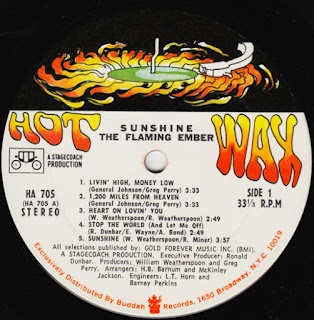 HOT WAX
SUNSHINE
THE FLAMING EMBER
A STAGECOACH
PRODUCTION
HA 705
(HA 705 A)
STEREO
SIDE 1
33⅓ R.P.M
1. LIVIN' HIGH, MONEY LOW
(General Johnson/Greg Perry) 3:33
2. 1,200 MILES FROM HEAVEN
(General Johnson/Greg Perry) 3:33
3. HEART ON LOVIN' YOU
(W. Weatherspoon/R. Weatherspoon) 2:49
4. STOP THE WORLD (And Let Me Off)
(R. Dunbar/E. Wayne/A. Bond) 2:49
5. SUNSHINE (W. Weatherspoon/R. Minor) 3:57
All selections published by: GOLD FOREVER MUSIC INC. (BMI).
A STAGECOACH PRODUCTION. Executive Producer: Ronald
Dunbar. Producers: William Weatherspoon and Greg
Perry. Arrangers: H.B. Barnum and McKinley
Jackson. Engineers: L.T. Horn and
Barney Perkins
Exclusively Distributed By Buddah Records, 1650 Broadway, N.Y.C. 10019